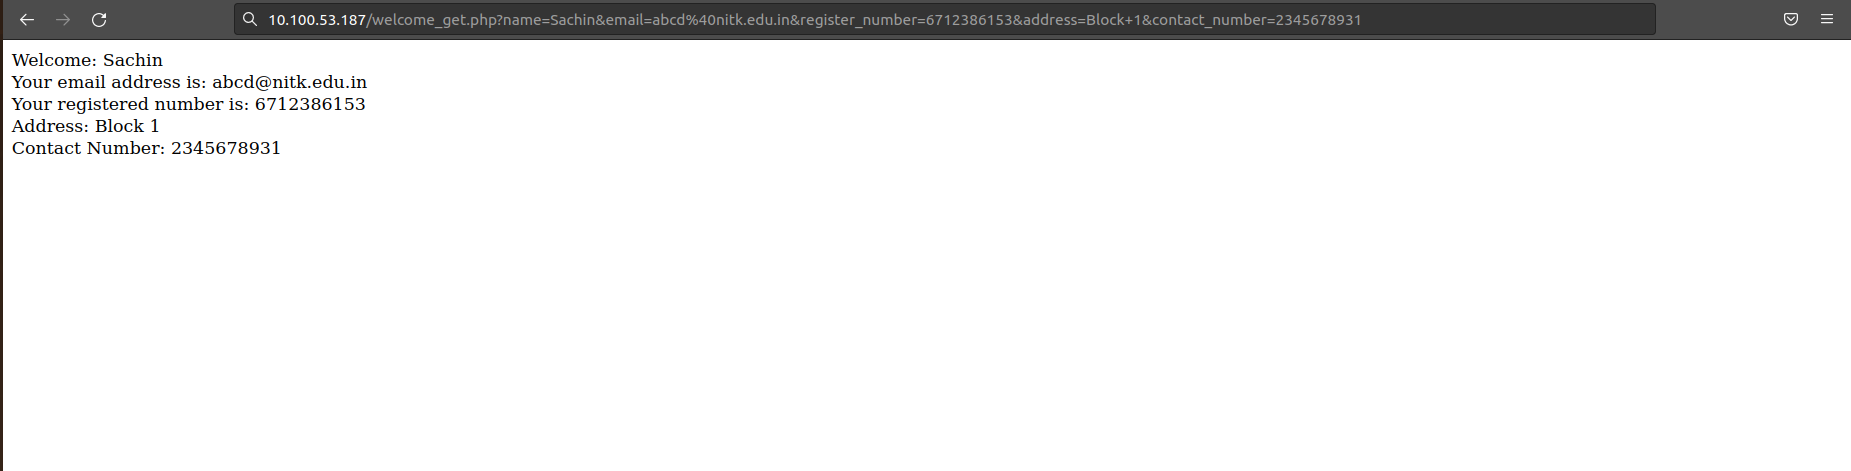 10.100.53.187/welcome_get.php?name=Sachin&email=abcd%40nitk.edu.in&register_number=6712386153&address=Block+1&contact_number=2345678931
Welcome: Sachin
Your email address is: abcd@nitk.edu.in
Your registered number is: 6712386153
Address: Block 1
Contact Number: 2345678931